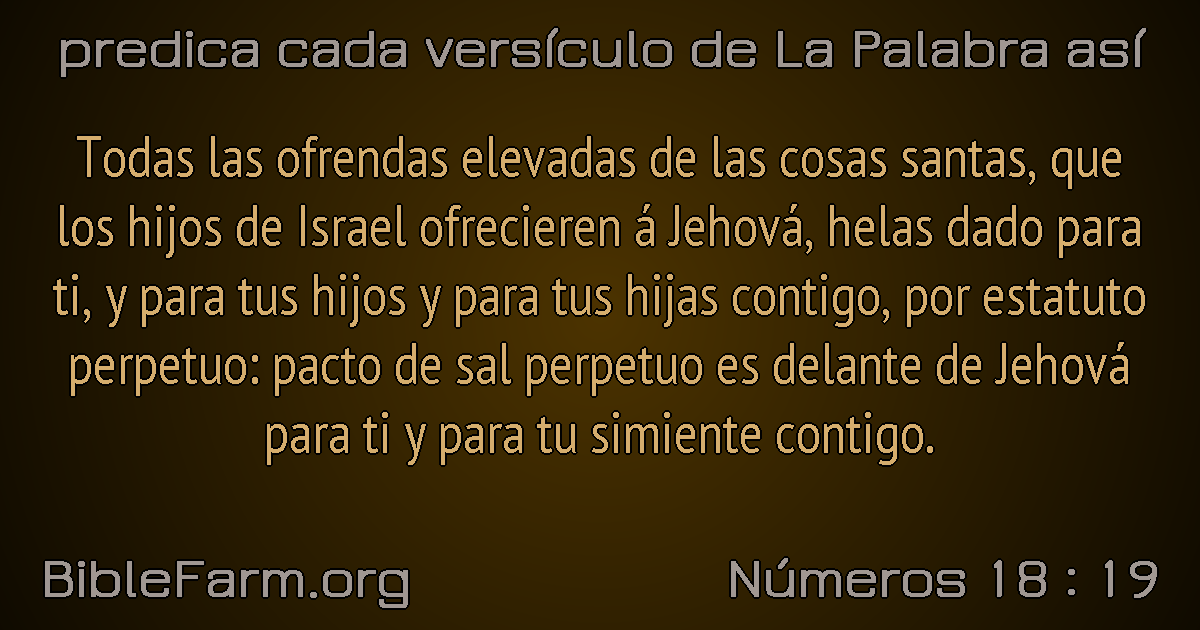 predica cada versículo de La Palabra así
Todas las ofrendas elevadas de las cosas santas, que
los hijos de Israel ofrecieren á Jehová, helas dado para
ti, y para tus hijos y para tus hijas contigo, por estatuto
perpetuo: pacto de sal perpetuo es delante de Jehová
para ti y para tu simiente contigo.
BibleFarm.org
Números 18 : 19